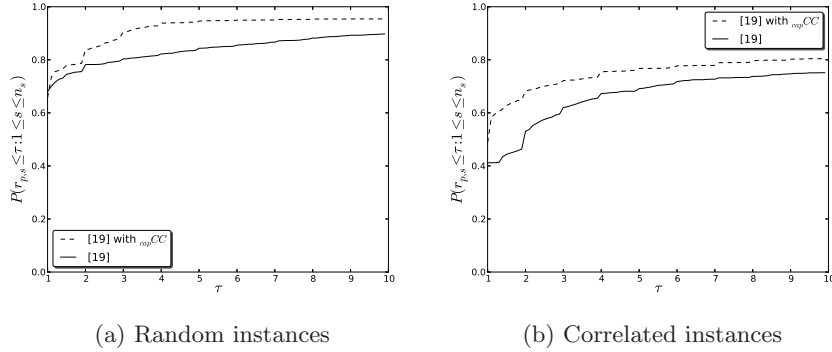 1.0
0.8
0.6
0.4
0.2
0.0
P(r_{p,s} ≤ τ : 1 ≤ s ≤ n_s)
[19] with _{cap}CC
[19]
1 2 3 4 5 6 7 8 9 10
τ
(a) Random instances
1.0
0.8
0.6
0.4
0.2
0.0
P(r_{p,s} ≤ τ : 1 ≤ s ≤ n_s)
[19] with _{cap}CC
[19]
1 2 3 4 5 6 7 8 9 10
τ
(b) Correlated instances